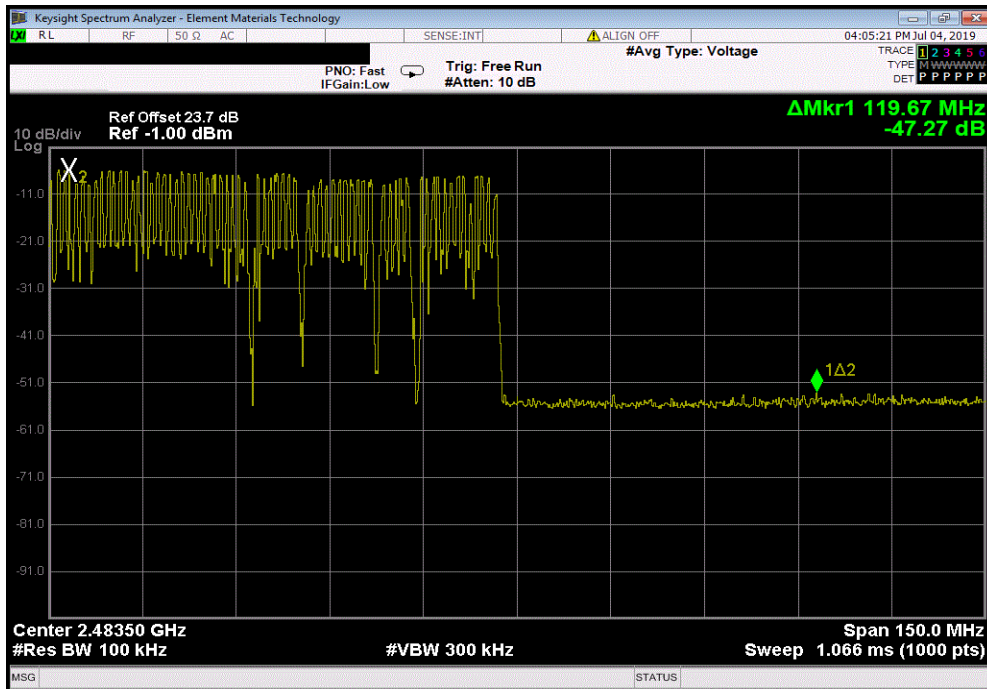 Keysight Spectrum Analyzer - Element Materials Technology
LXI RL RF 50 Ω AC SENSE:INT ALIGN OFF 04:05:21 PM Jul 04, 2019
#Avg Type: Voltage TRACE 1 2 3 4 5 6
PNO: Fast Trig: Free Run TYPE M W W W W W
IFGain:Low #Atten: 10 dB DET P P P P P P
ΔMkr1 119.67 MHz
Ref Offset 23.7 dB
10 dB/div Ref -1.00 dBm -47.27 dB
Log
X2
-11.0
-21.0
-31.0
-41.0
-51.0
1Δ2
-61.0
-71.0
-81.0
-91.0
Center 2.48350 GHz Span 150.0 MHz
#Res BW 100 kHz #VBW 300 kHz Sweep 1.066 ms (1000 pts)
MSG STATUS